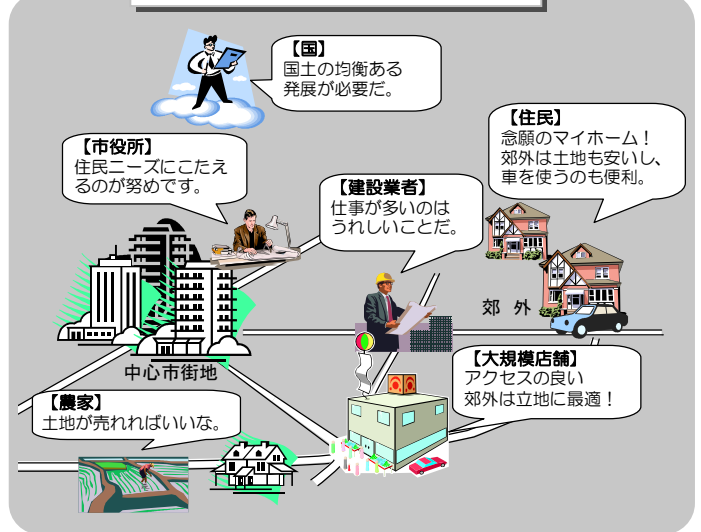 【国】
国土の均衡ある
発展が必要だ。
【住民】
念願のマイホーム！
郊外は土地も安いし、
車を使うのも便利。
【市役所】
住民ニーズにこたえ
るのが努めです。
【建設業者】
仕事が多いのは
うれしいことだ。
郊 外
中心市街地
【大規模店舗】
アクセスの良い
郊外は立地に最適！
【農家】
土地が売れればいいな。